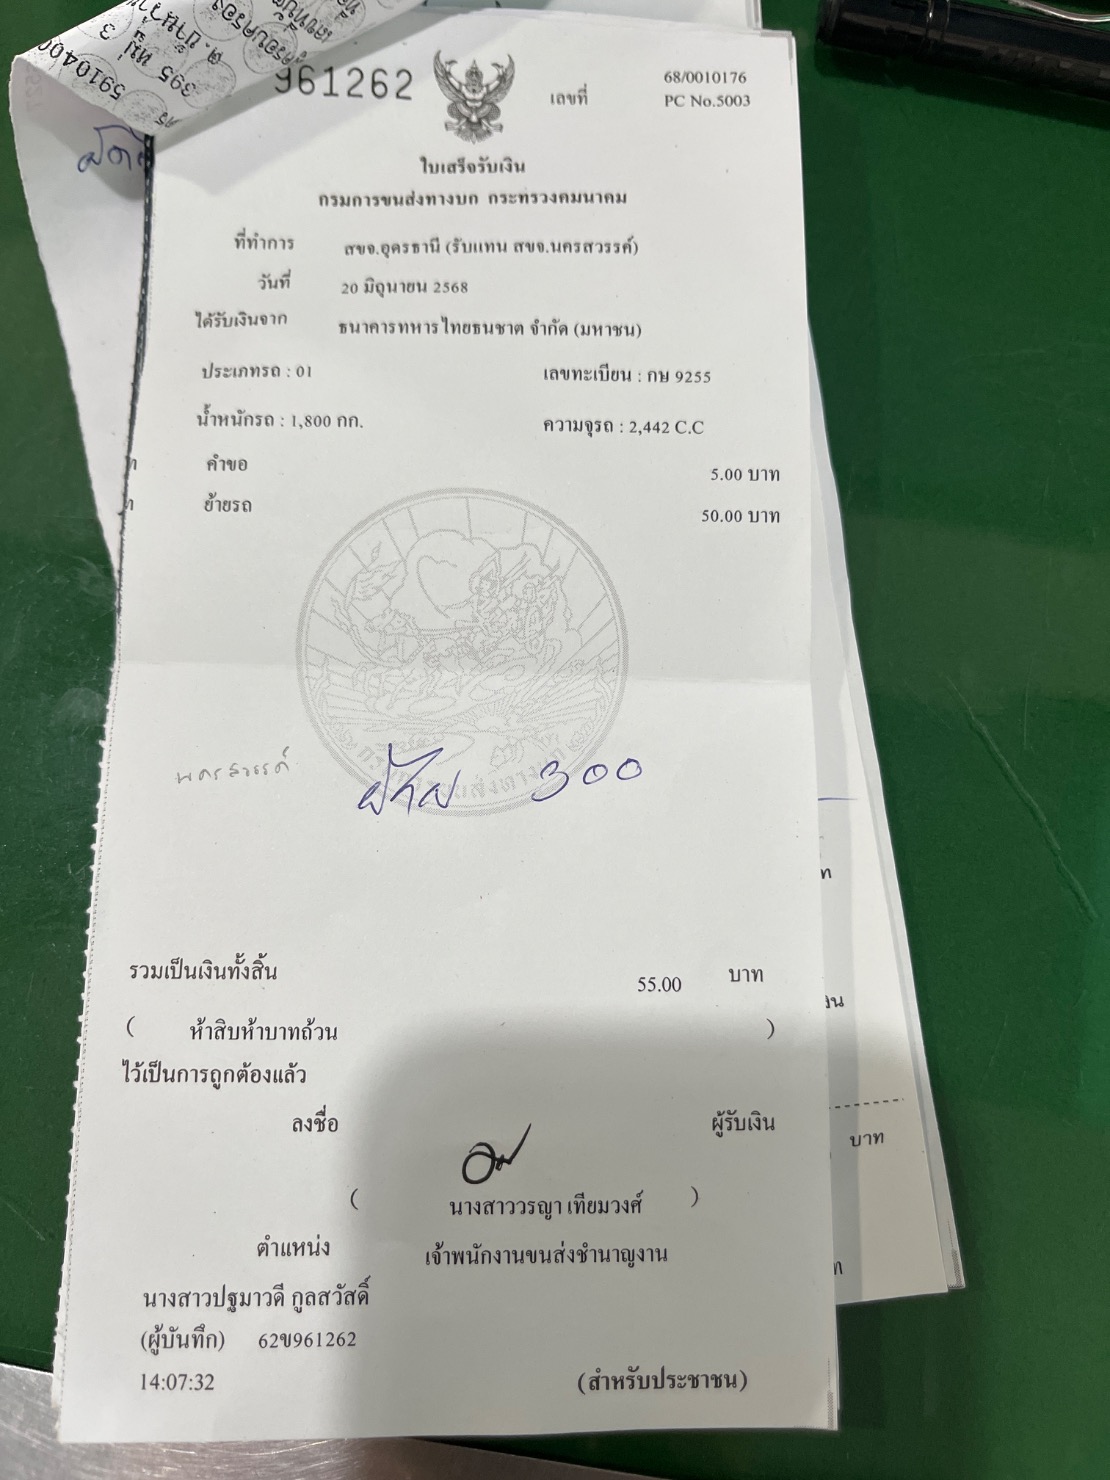 5910400
395 หมู่ 3
961262
เลขที่
68/0010176
PC No.5003
ใบเสร็จรับเงิน
กรมการขนส่งทางบก กระทรวงคมนาคม
ที่ทำการ สขจ.อุดรธานี (รับแทน สขจ.นครสวรรค์)
วันที่ 20 มิถุนายน 2568
ได้รับเงินจาก ธนาคารทหารไทยธนชาต จำกัด (มหาชน)
ประเภทรถ : 01 เลขทะเบียน : กษ 9255
น้ำหนักรถ : 1,800 กก. ความจุรถ : 2,442 C.C
คำขอ 5.00 บาท
ย้ายรถ 50.00 บาท
นครสวรรค์
300
รวมเป็นเงินทั้งสิ้น 55.00 บาท
( ห้าสิบห้าบาทถ้วน )
ไว้เป็นการถูกต้องแล้ว
ลงชื่อ ผู้รับเงิน
( นางสาววรญา เทียมวงศ์ )
ตำแหน่ง เจ้าพนักงานขนส่งชำนาญงาน
นางสาวปฐมาวดี กูลสวัสดิ์
(ผู้บันทึก) 62ข961262
14:07:32 (สำหรับประชาชน)
บาท